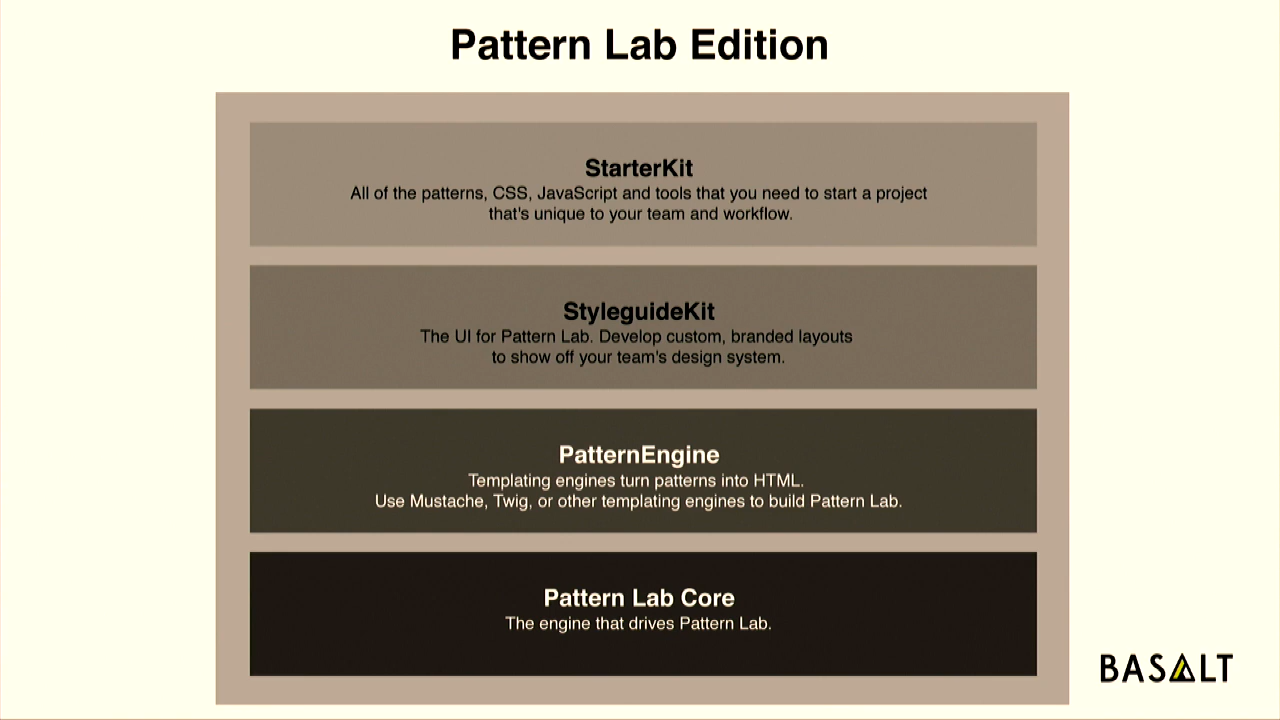 Pattern Lab Edition
StarterKit
All of the patterns, CSS, JavaScript and tools that you need to start a project
that's unique to your team and workflow.
StyleguideKit
The UI for Pattern Lab. Develop custom, branded layouts
to show off your team's design system.
PatternEngine
Templating engines turn patterns into HTML.
Use Mustache, Twig, or other templating engines to build Pattern Lab.
Pattern Lab Core
The engine that drives Pattern Lab.
BASALT